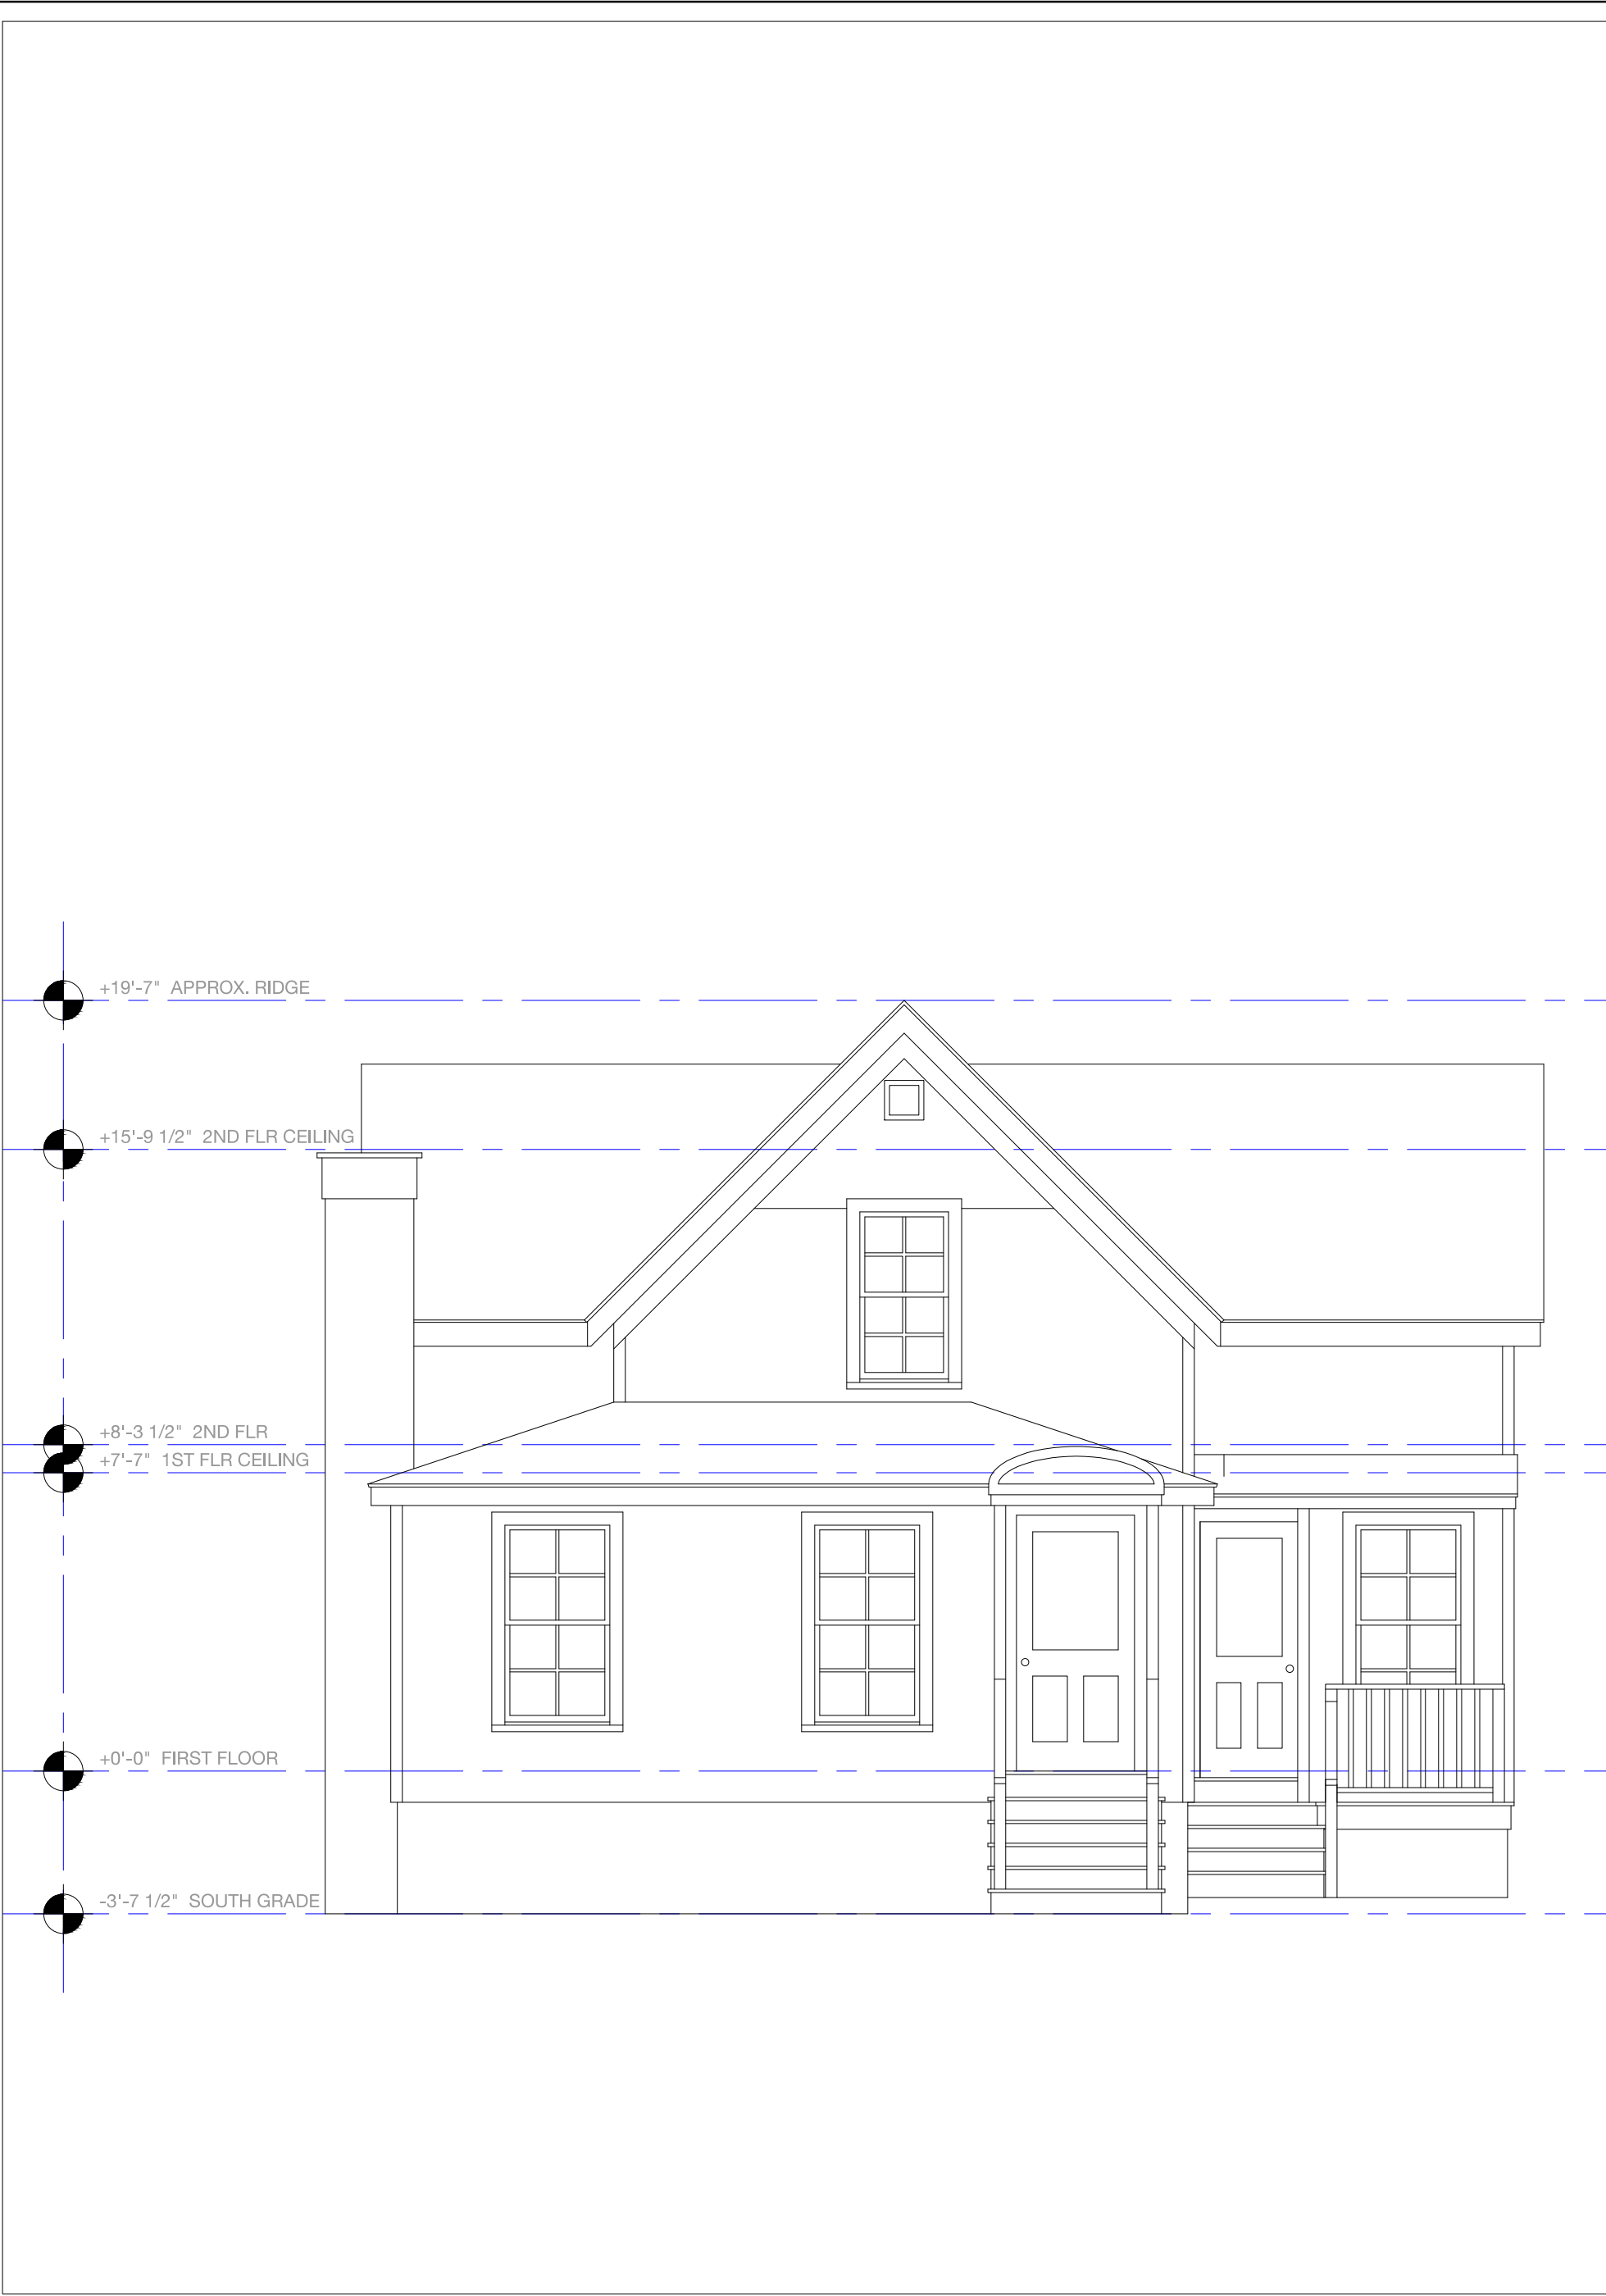 +19'-7" APPROX. RIDGE
+15'-9 1/2" 2ND FLR CEILING
+8'-3 1/2" 2ND FLR
+7'-7" 1ST FLR CEILING
+0'-0" FIRST FLOOR
-3'-7 1/2" SOUTH GRADE